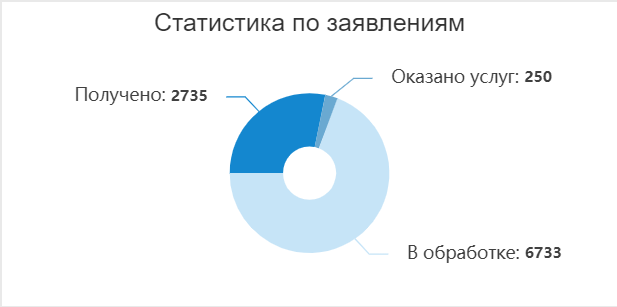 Статистика по заявлениям
Оказано услуг: 250
Получено: 2735
В обработке: 6733